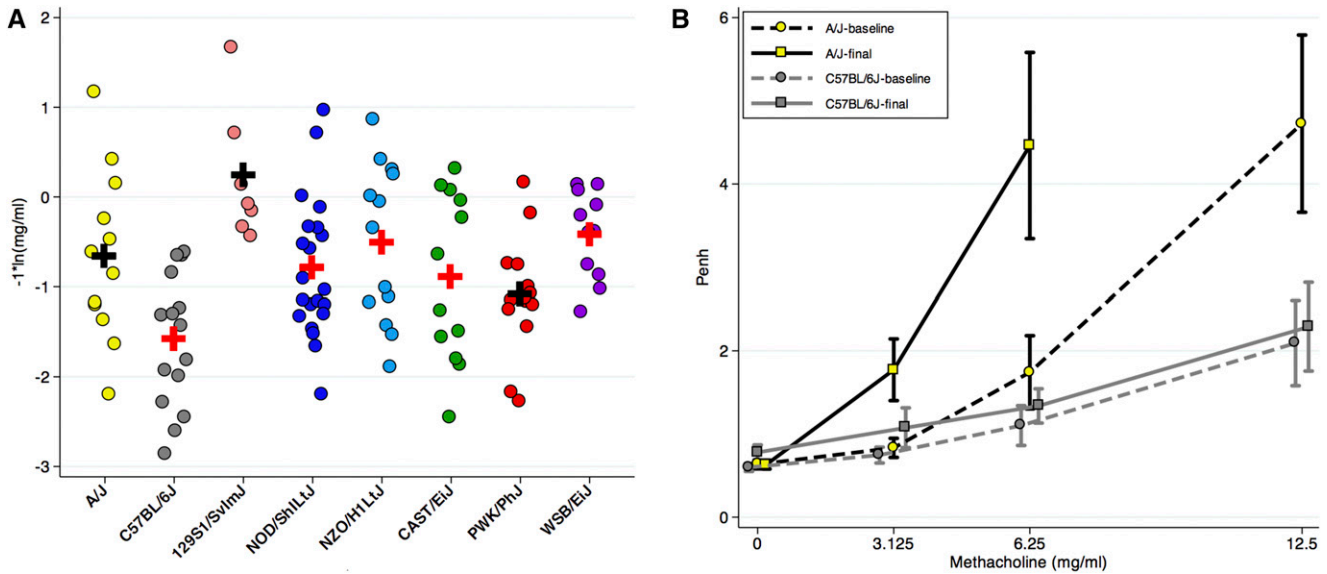 A
-1*ln(mg/ml)
2
1
0
-1
-2
-3
A/J
C57BL/6J
129S1/SvImJ
NOD/ShILtJ
NZO/H1LtJ
CAST/EiJ
PWK/PhJ
WSB/EiJ
B
Penh
6
4
2
0
A/J-baseline
A/J-final
C57BL/6J-baseline
C57BL/6J-final
0
3.125
6.25
12.5
Methacholine (mg/ml)